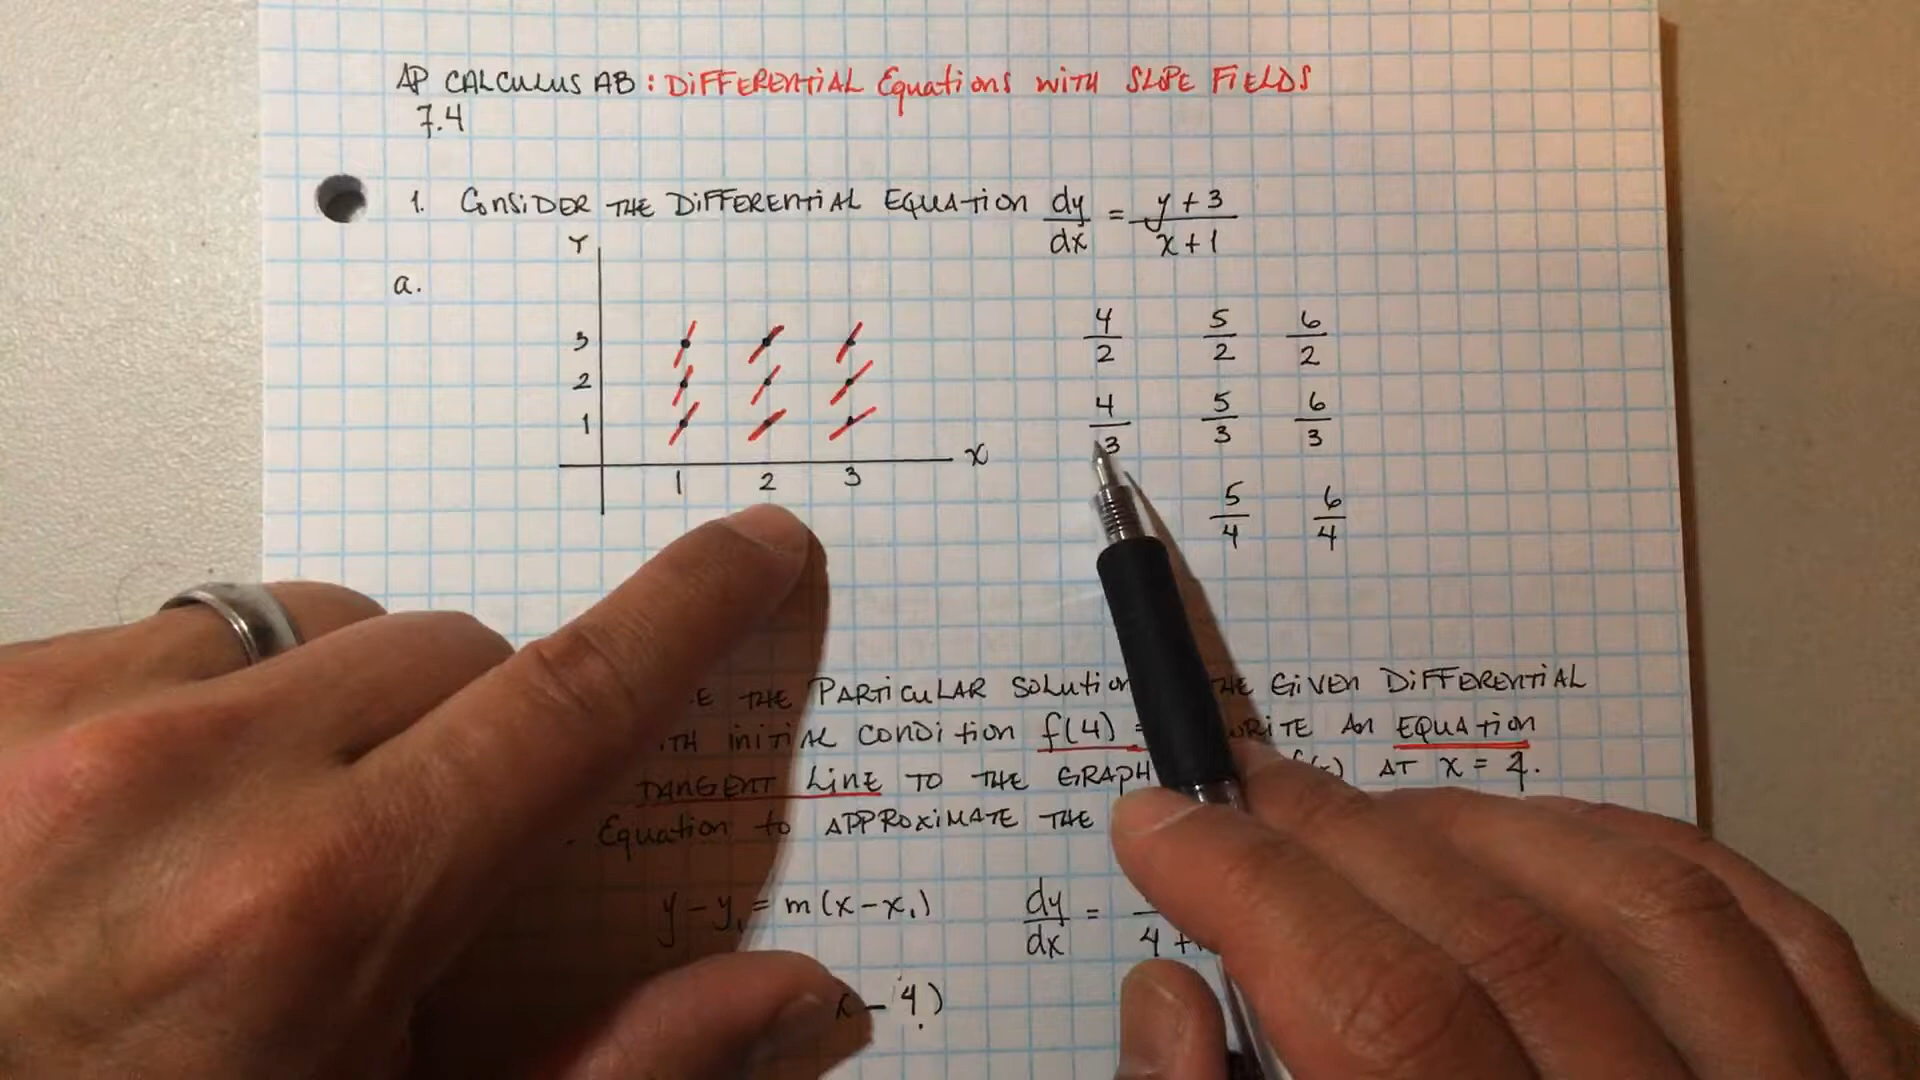 AP CALCULUS AB: DIFFERENTIAL Equations WITH SLOPE FIELDS
7.4
1. CONSIDER THE DIFFERENTIAL EQUATION dy/dx = y+3/x+1
Y
a.
3
2
1
1 2 3
x
4/2 5/2 6/2
4/3 5/3 6/3
5/4 6/4
THE PARTICULAR SOLUTION GIVEN DIFFERENTIAL
INITIAL CONDITION f(4) = WRITE AN EQUATION
TANGENT LINE TO THE GRAPH AT x = 4.
Equation to APPROXIMATE THE
y - y₁ = m(x-x₁) dy/dx = 4+
x - 4)